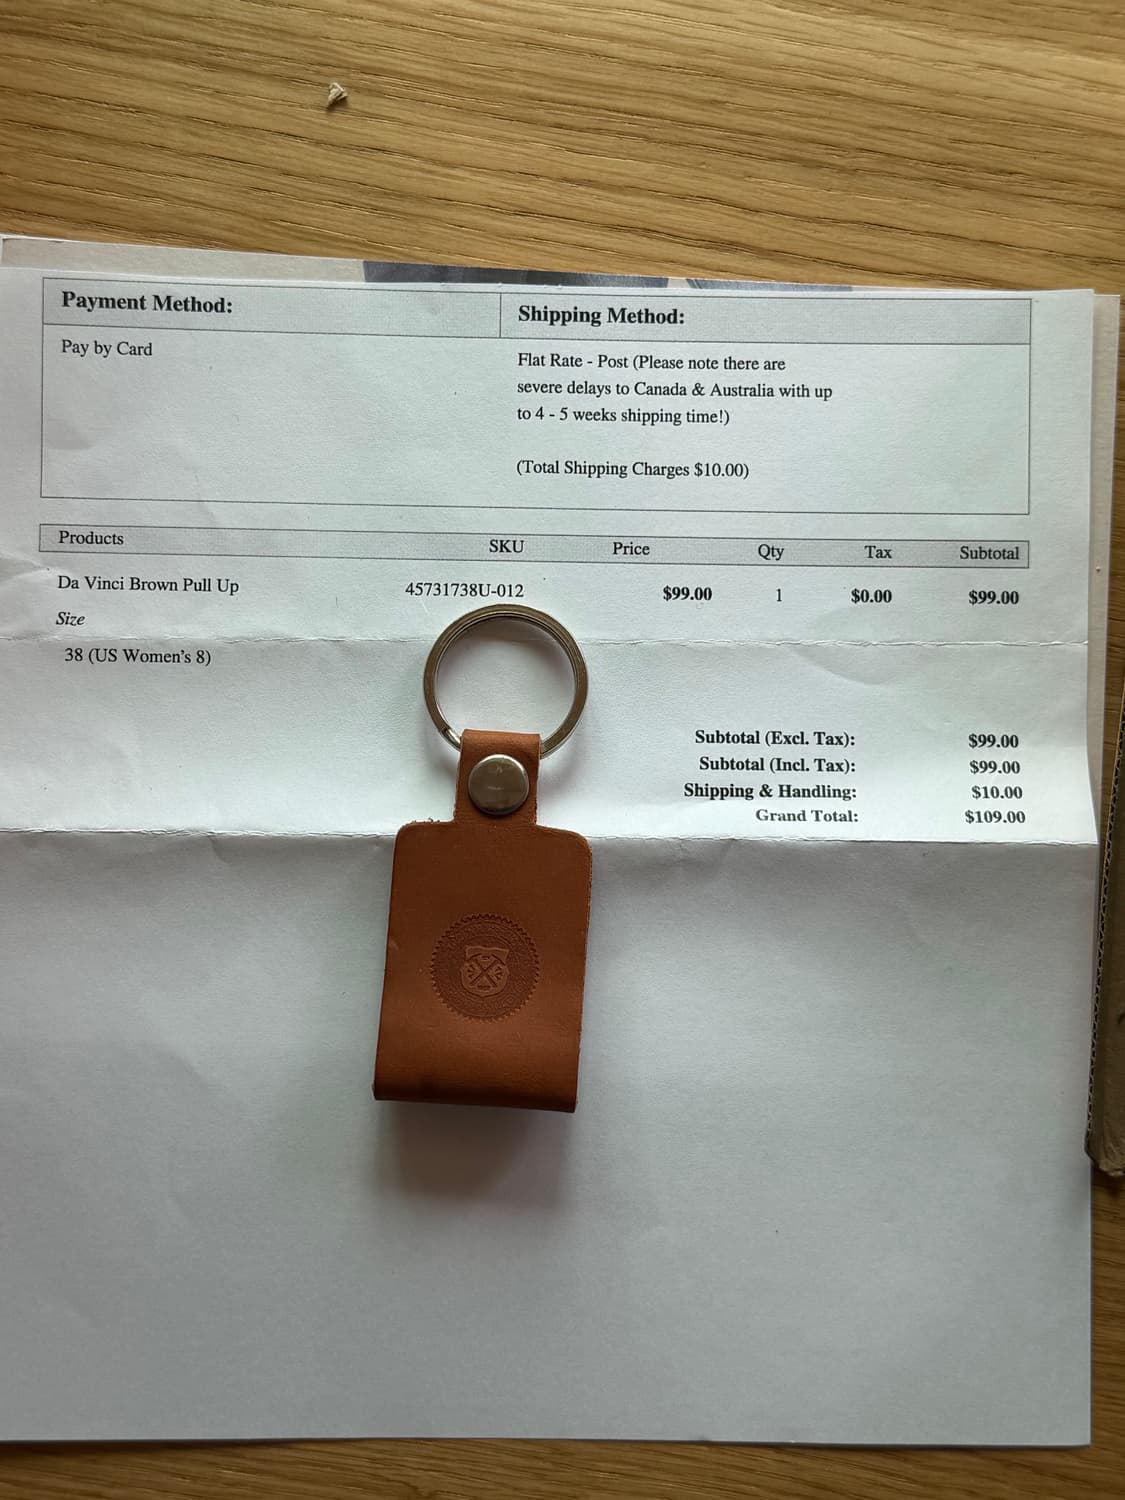 Payment Method:
Shipping Method:
Pay by Card
Flat Rate - Post (Please note there are
severe delays to Canada & Australia with up
to 4 - 5 weeks shipping time!)
(Total Shipping Charges $10.00)
Products SKU Price Qty Tax Subtotal
Da Vinci Brown Pull Up 45731738U-012 $99.00 1 $0.00 $99.00
Size
38 (US Women's 8)
Subtotal (Excl. Tax): $99.00
Subtotal (Incl. Tax): $99.00
Shipping & Handling: $10.00
Grand Total: $109.00